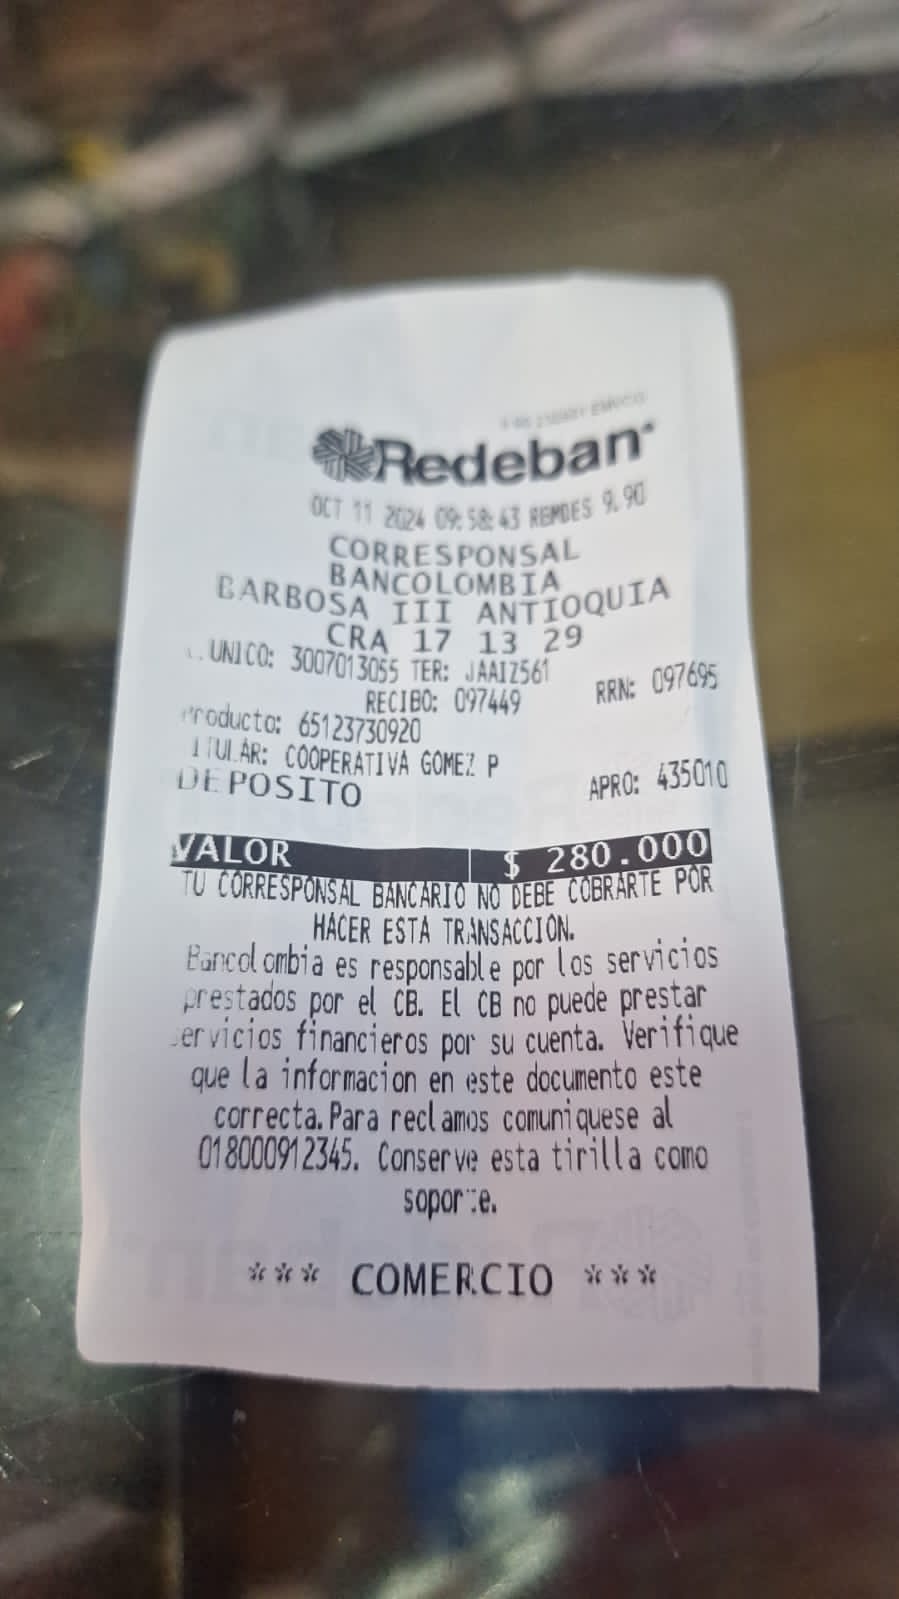 Redeban
OCT 11 2024 09:58:43 RBMDES 9.90
CORRESPONSAL
BANCOLOMBIA
BARBOSA III ANTIOQUIA
CRA 17 13 29
UNICO: 3007013055 TER: JAAIZ561
RECIBO: 097449 RRN: 097695
Producto: 65123730920
TITULAR: COOPERATIVA GOMEZ P
DEPOSITO APRO: 435010
VALOR $ 280.000
TU CORRESPONSAL BANCARIO NO DEBE COBRARTE POR
HACER ESTA TRANSACCION.
Bancolombia es responsable por los servicios
prestados por el CB. El CB no puede prestar
servicios financieros por su cuenta. Verifique
que la informacion en este documento este
correcta.Para reclamos comuniquese al
018000912345. Conserve esta tirilla como
soporte.
*** COMERCIO ***